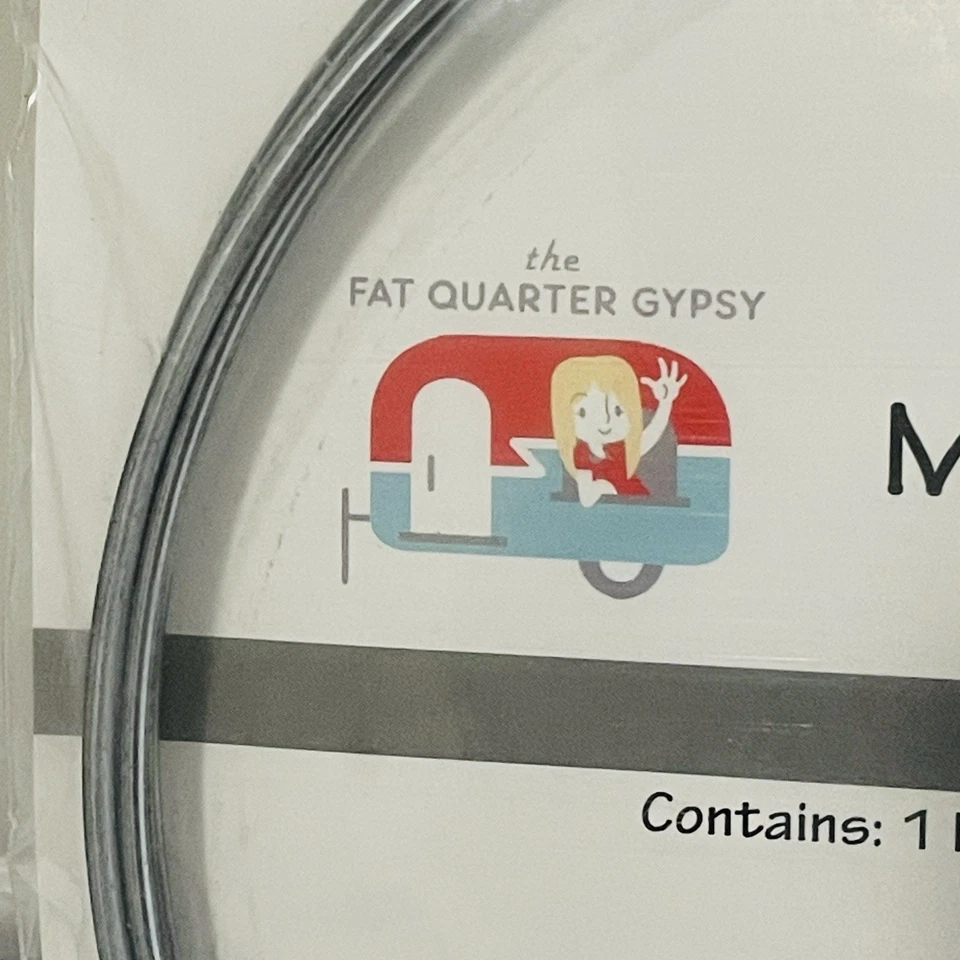 the
FAT QUARTER GYPSY
M
Contains: 1